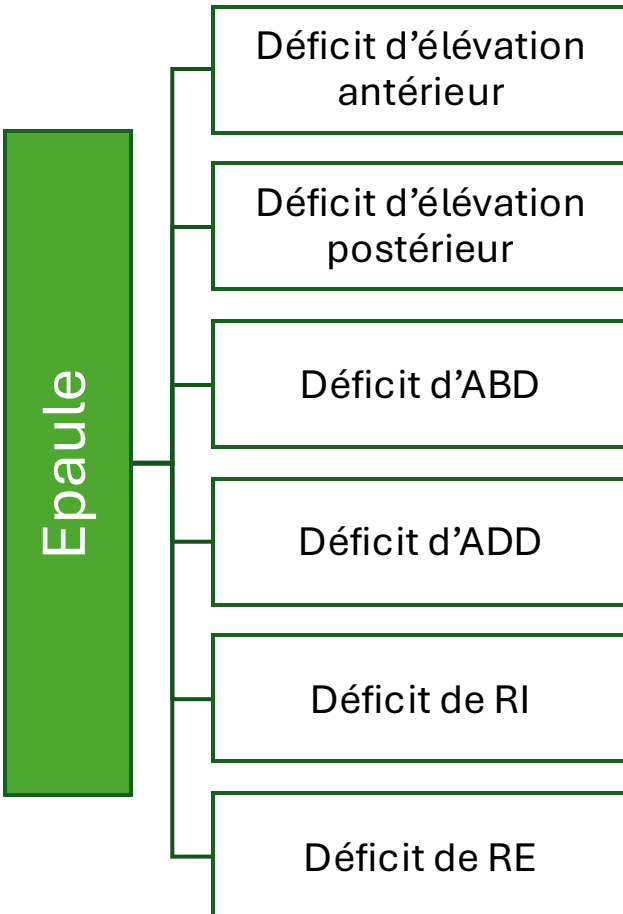 Epaule
Déficit d’élévation
antérieur
Déficit d’élévation
postérieur
Déficit d’ABD
Déficit d’ADD
Déficit de RI
Déficit de RE